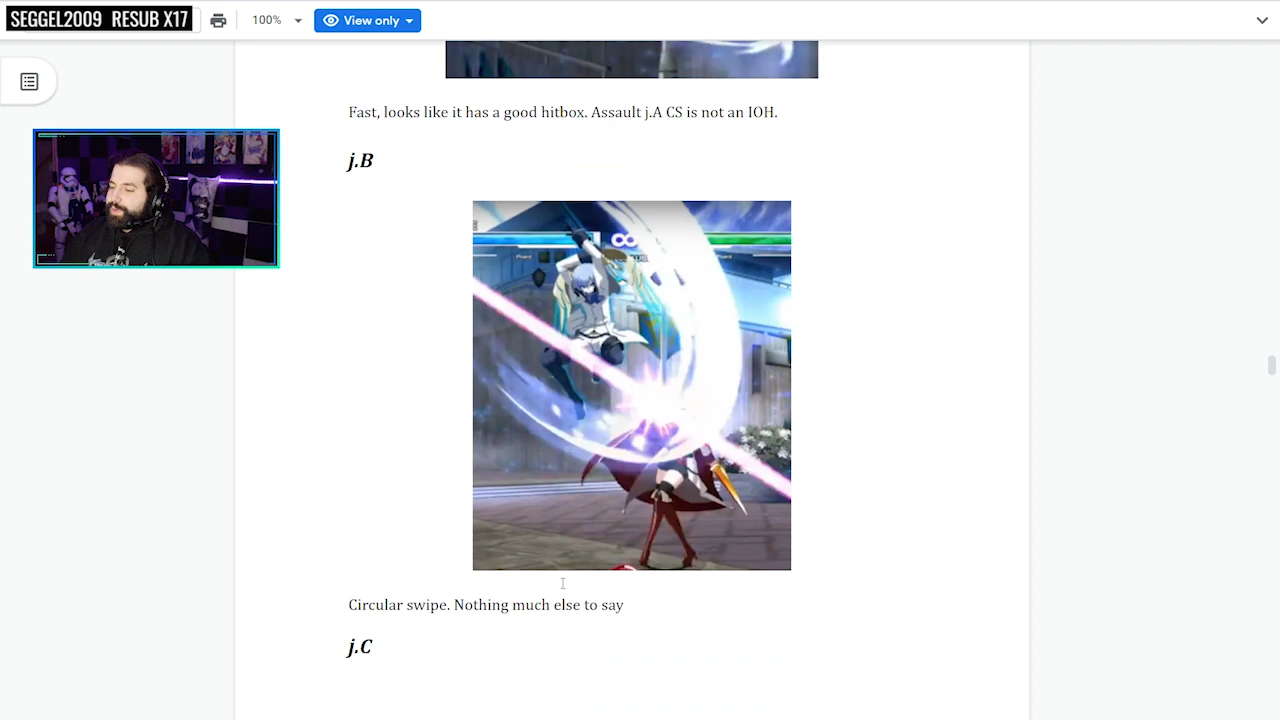 SEGGEL2009 RESUB X17
100%
View only
Fast, looks like it has a good hitbox. Assault j.A CS is not an IOH.
j.B
Circular swipe. Nothing much else to say
j.C